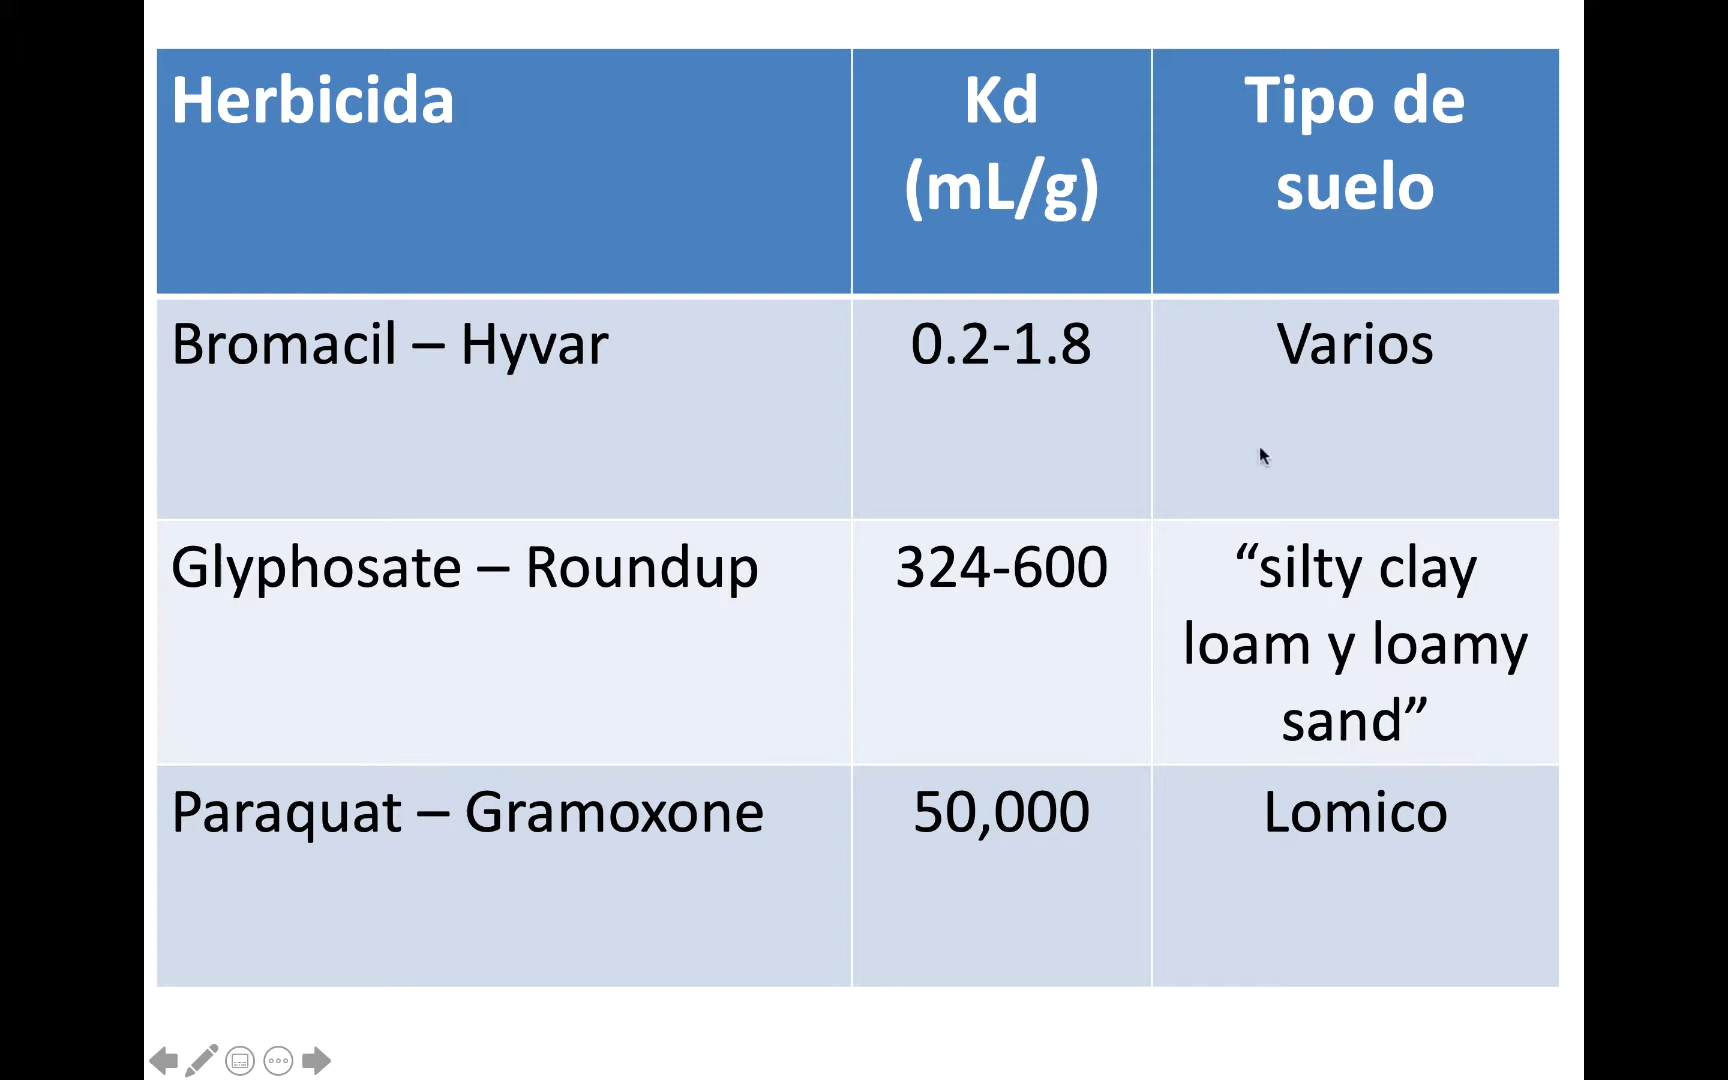 Herbicida
Kd
(mL/g)
Tipo de
suelo
Bromacil – Hyvar
0.2-1.8
Varios
Glyphosate – Roundup
324-600
“silty clay
loam y loamy
sand”
Paraquat – Gramoxone
50,000
Lomico